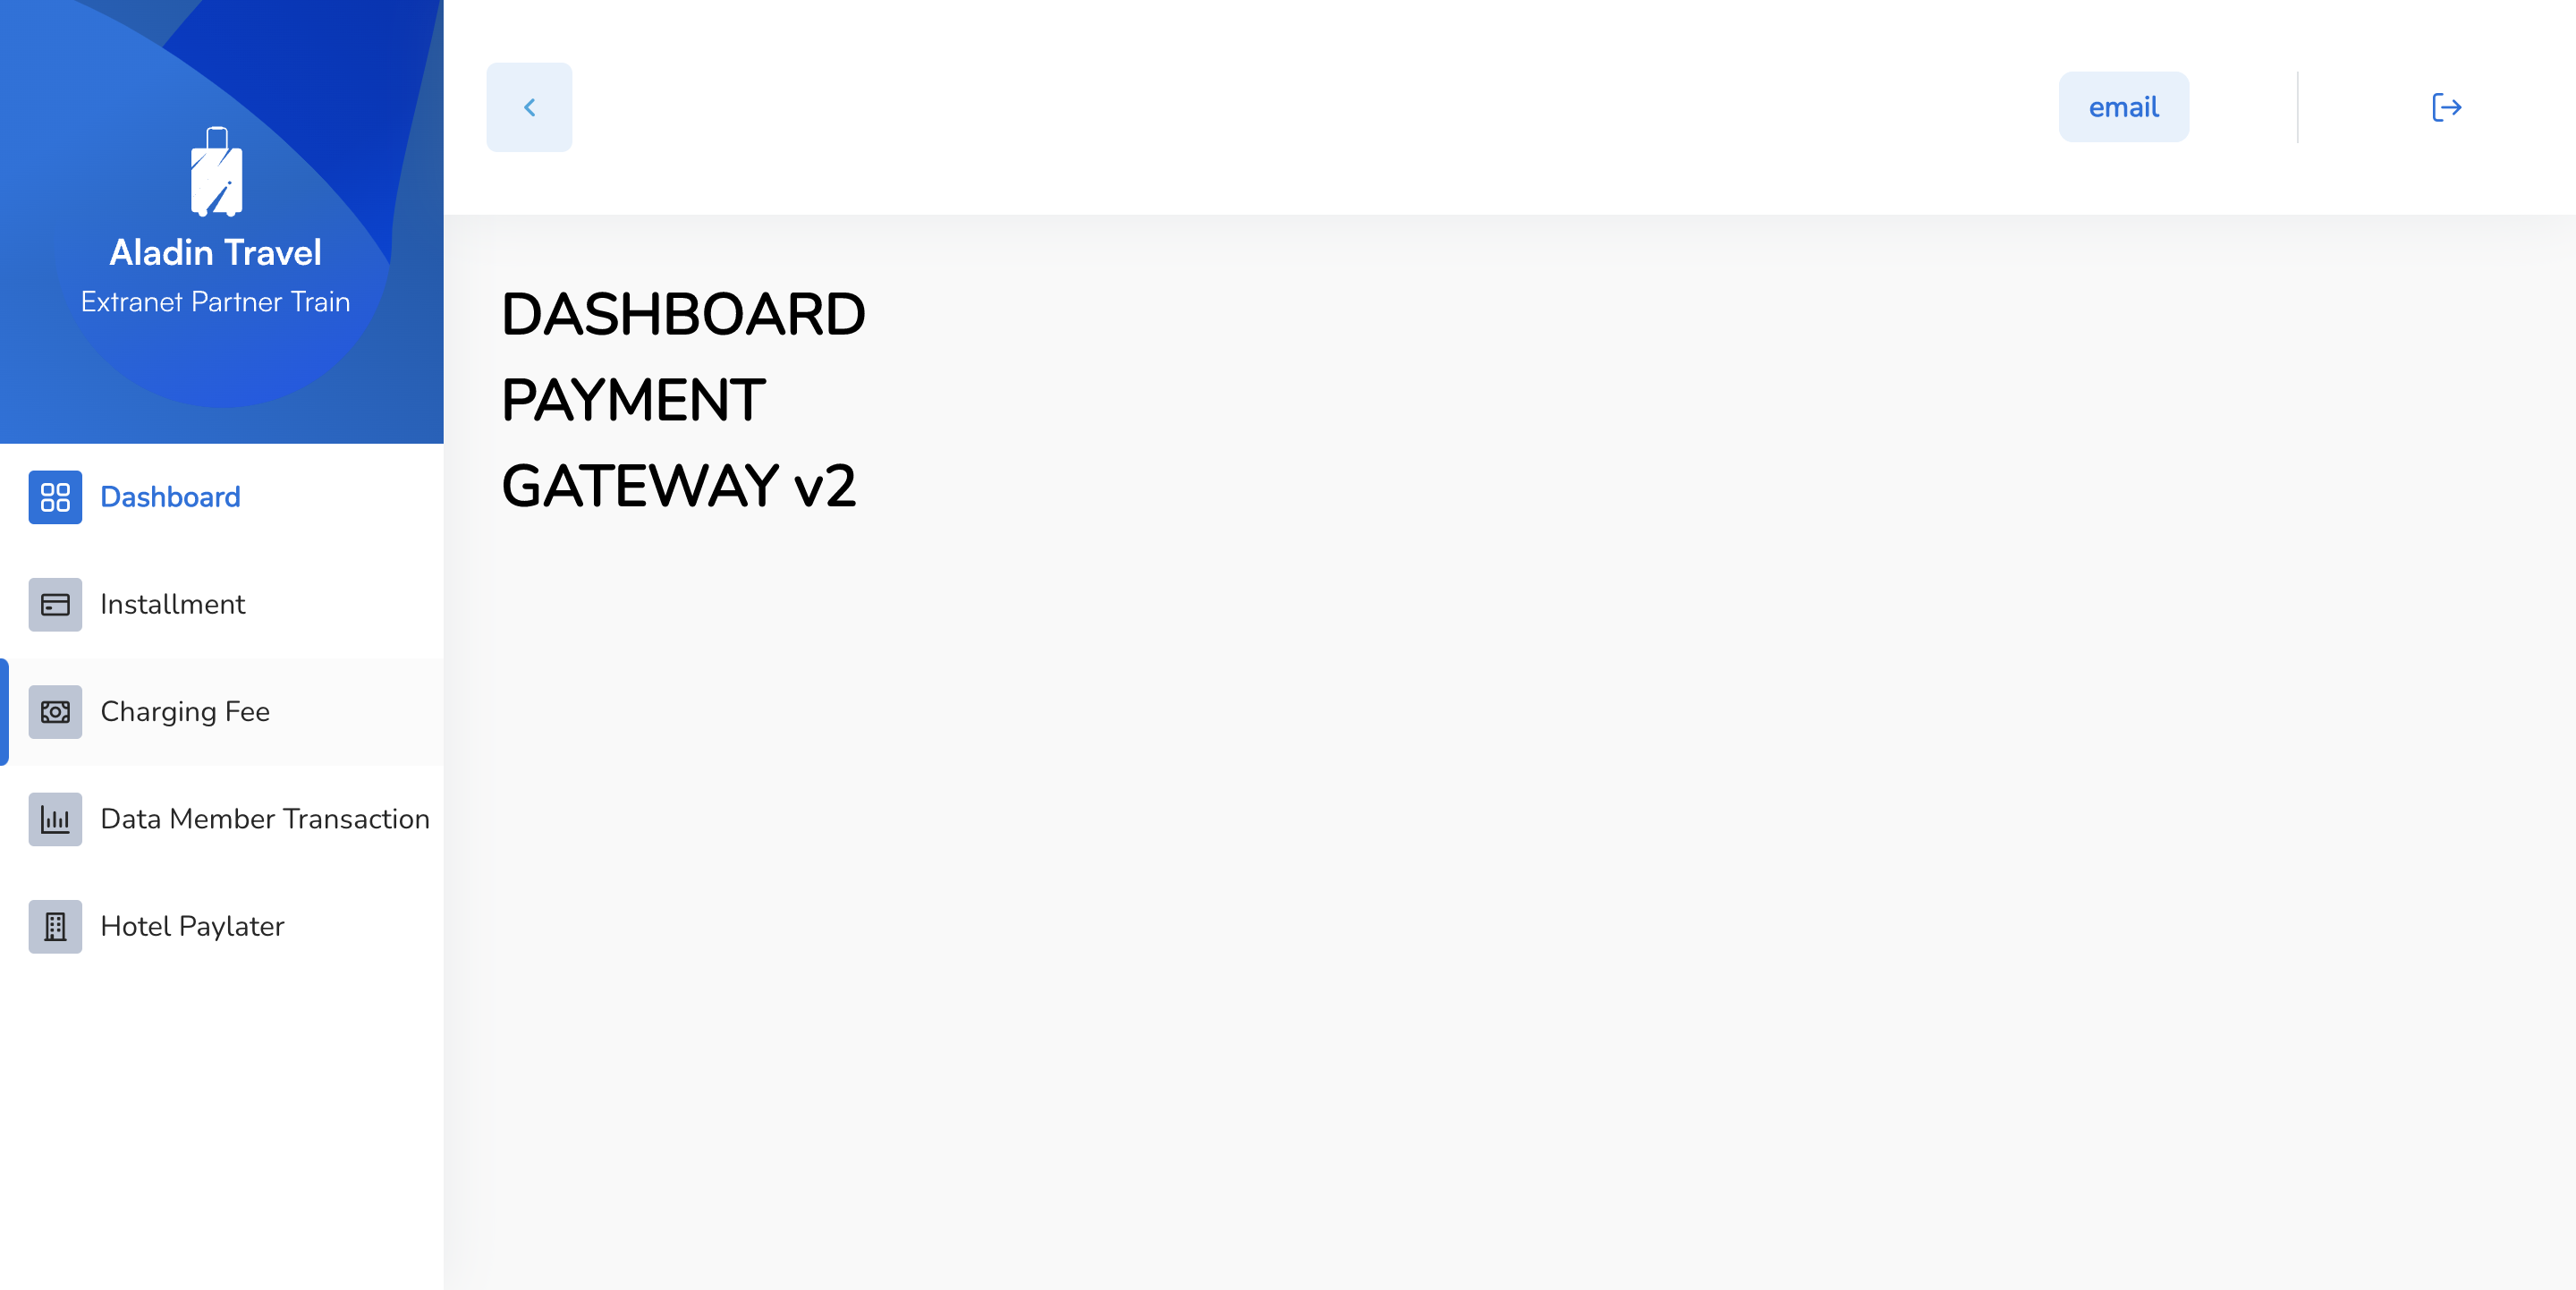 Aladin Travel
Extranet Partner Train
email
Dashboard
Installment
Charging Fee
Data Member Transaction
Hotel Paylater
DASHBOARD
PAYMENT
GATEWAY v2